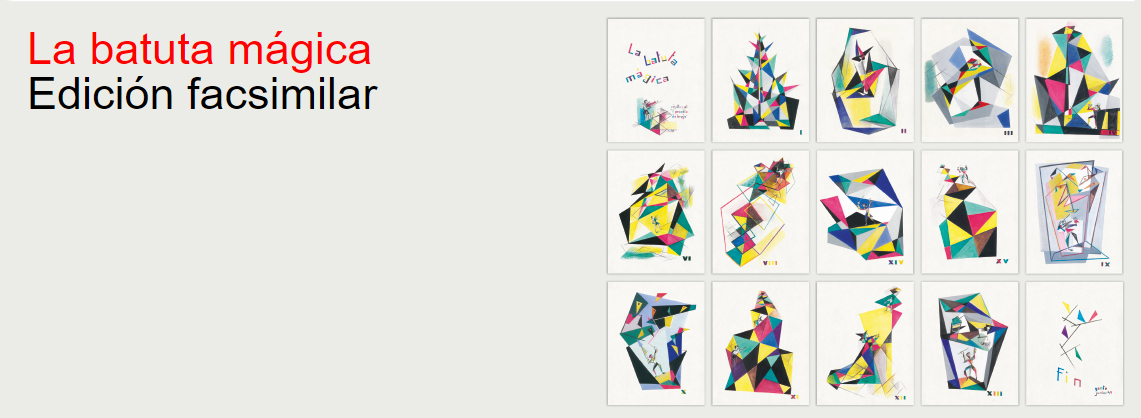 La batuta mágica
Edición facsimilar
La batuta
mágica
I
II
III
VI
VIII
XIV
XV
IX
X
XI
XII
XIII
fin